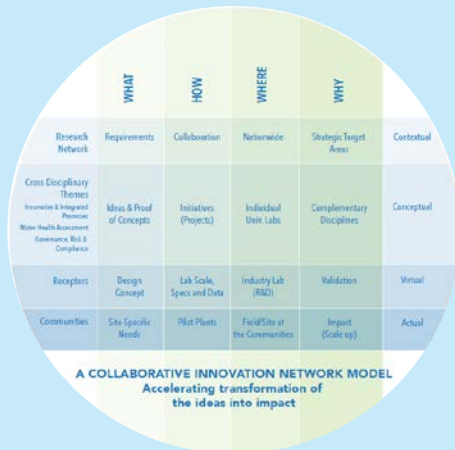 WHAT
HOW
WHERE
WHY
Research
Network
Requirements
Collaboration
Nationwide
Strategic Target
Areas
Contextual
Cross Disciplinary
Themes
Innovative & Integrated
Processes
Water Health Assessment
Governance, Risk &
Compliance
Ideas & Proof
of Concepts
Initiatives
(Projects)
Individual
Univ. Labs
Complementary
Disciplines
Conceptual
Receptors
Design
Concept
Lab Scale,
Specs and Data
Industry Lab
(R&D)
Validation
Virtual
Communities
Site Specific
Needs
Pilot Plants
Field/Site at
the Communities
Impact
(Scale up)
Actual
A COLLABORATIVE INNOVATION NETWORK MODEL
Accelerating transformation of
the ideas into impact